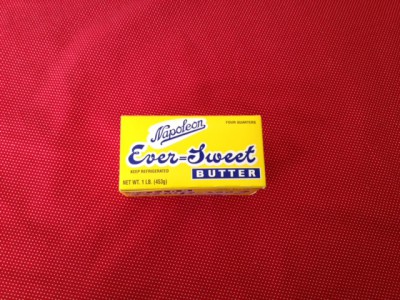 Napoleon
FOUR QUARTERS
Ever=Sweet
KEEP REFRIGERATED
BUTTER
NET WT. 1 LB. (453g)